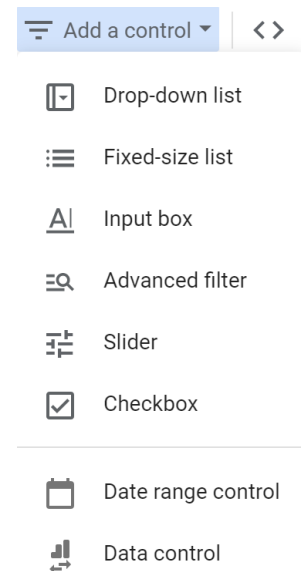 Add a control
Drop-down list
Fixed-size list
Input box
Advanced filter
Slider
Checkbox
Date range control
Data control